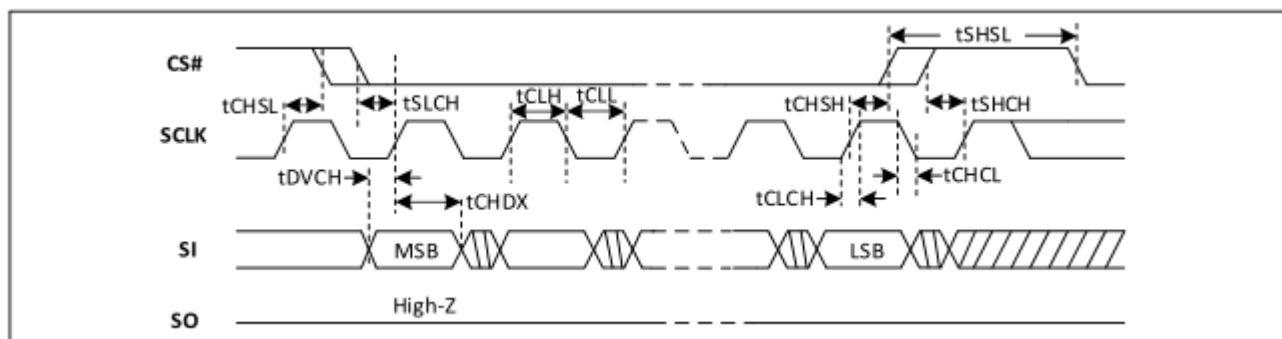 tSHSL
CS#
tCHSL
tSLCH
tCLH
tCLL
tCHSH
tSHCH
SCLK
tDVCH
tCHDX
tCLCH
tCHCL
SI
MSB
LSB
High-Z
SO